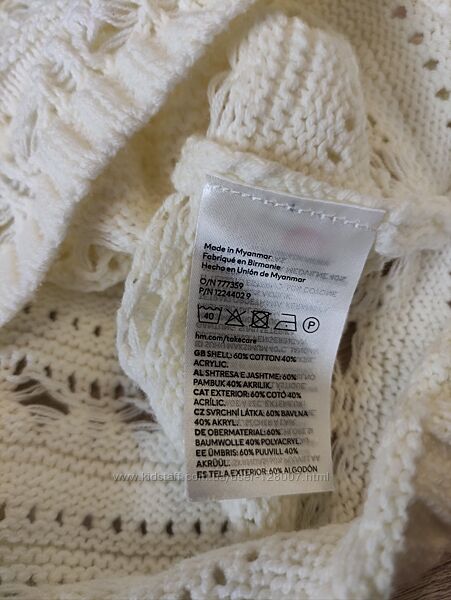 Made in Myanmar
Fabriqué en Birmanie
Hecho en Unión de Myanmar
O/N 777359
P/N 1224402 9
40 P
hm.com/takecare
GB SHELL: 60% COTTON 40%
ACRYLIC.
AL SHTRESA E JASHTME: 60%
PAMBUK 40% AKRILIK.
CAT EXTERIOR: 60% COTÓ 40%
ACRÍLIC.
CZ SVRCHNÍ LÁTKA: 60% BAVLNA
40% AKRYL.
DE OBERMATERIAL: 60%
BAUMWOLLE 40% POLYACRYL.
EE ÜMBRIS: 60% PUUVILL 40%
AKRÜÜL.
ES TELA EXTERIOR: 60% ALGODÓN